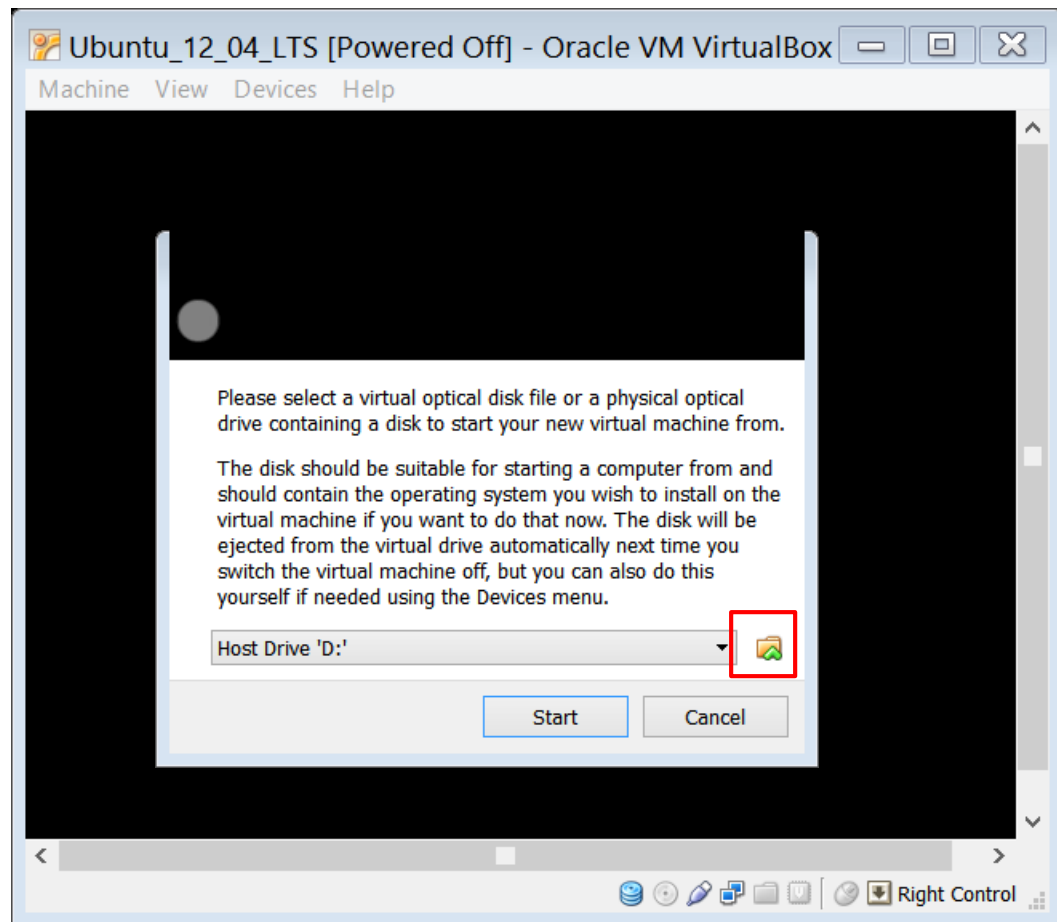 Ubuntu_12_04_LTS [Powered Off] - Oracle VM VirtualBox
Machine View Devices Help
Please select a virtual optical disk file or a physical optical
drive containing a disk to start your new virtual machine from.
The disk should be suitable for starting a computer from and
should contain the operating system you wish to install on the
virtual machine if you want to do that now. The disk will be
ejected from the virtual drive automatically next time you
switch the virtual machine off, but you can also do this
yourself if needed using the Devices menu.
Host Drive 'D:'
Start Cancel
Right Control